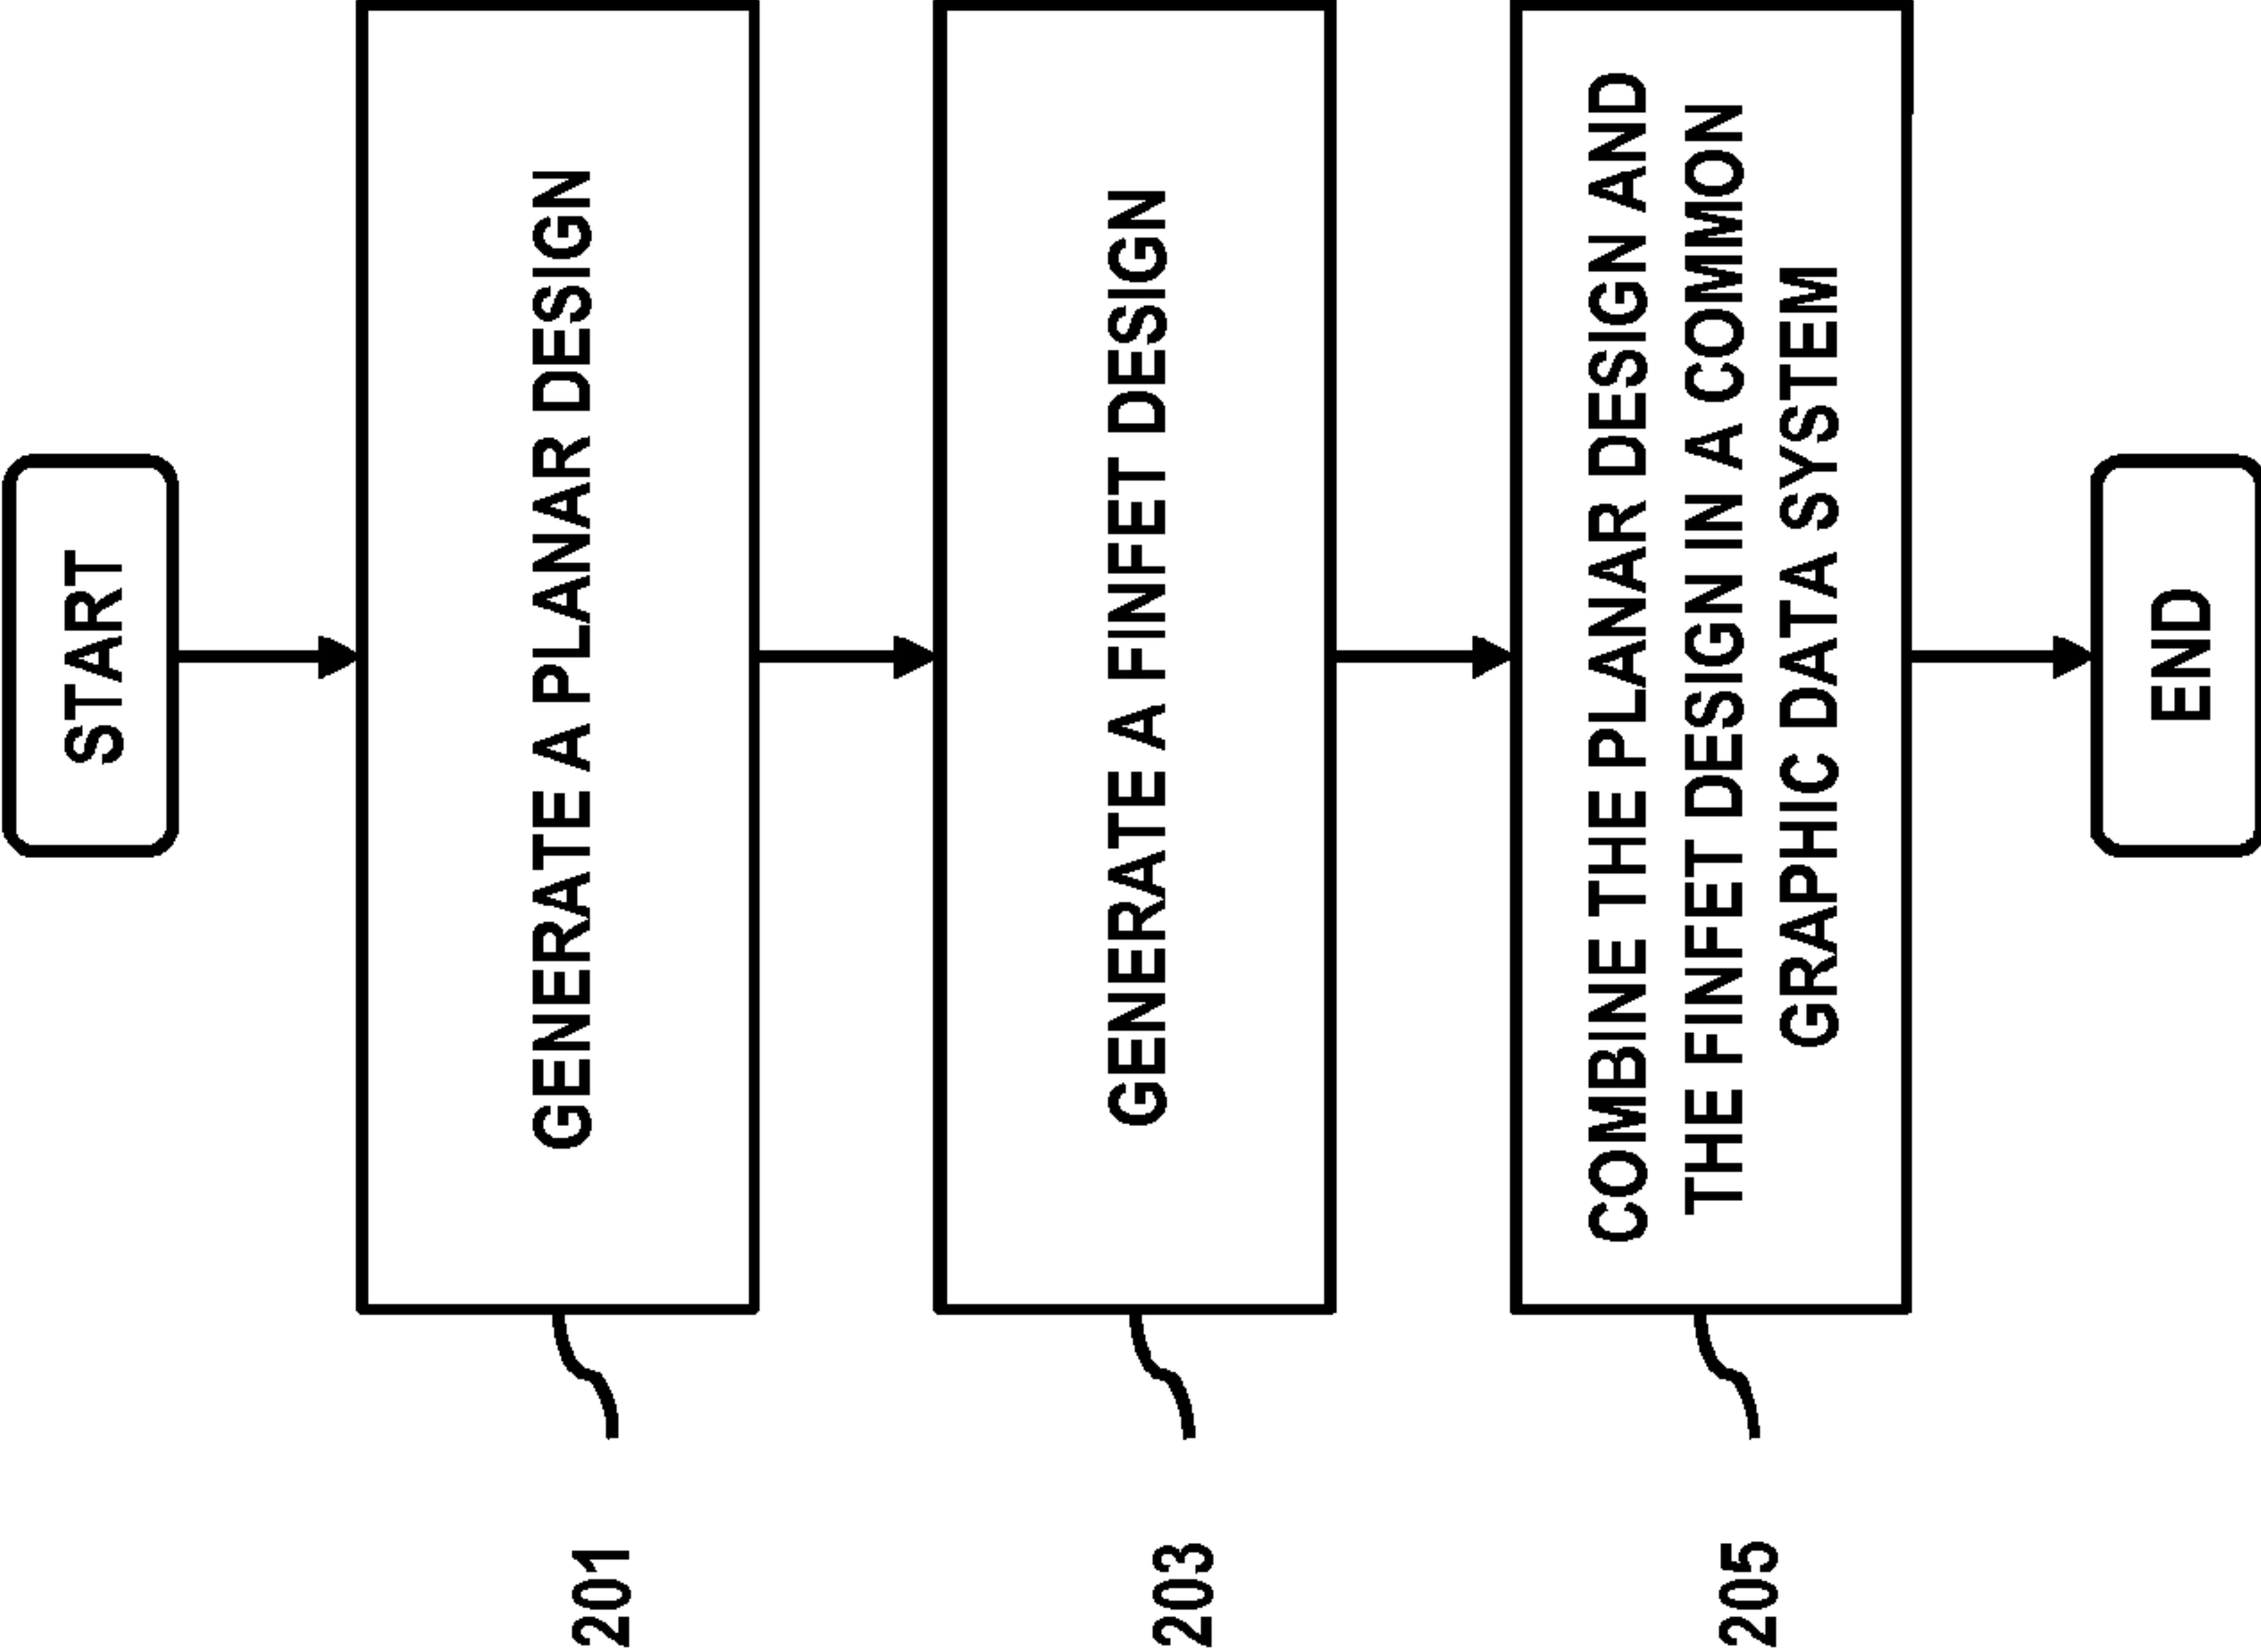 START
201
GENERATE A PLANAR DESIGN
203
GENERATE A FINFET DESIGN
205
COMBINE THE PLANAR DESIGN AND
THE FINFET DESIGN IN A COMMON
GRAPHIC DATA SYSTEM
END